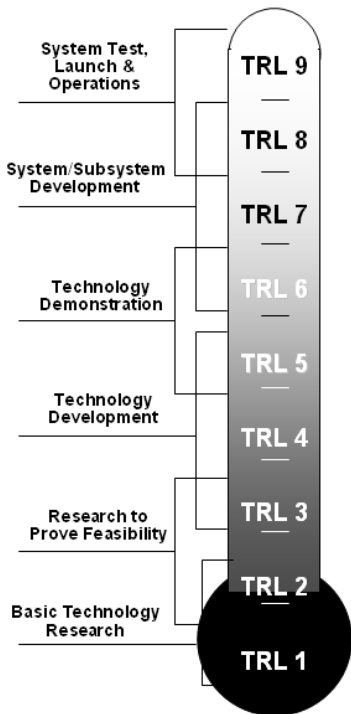 System Test,
Launch &
Operations
System/Subsystem
Development
Technology
Demonstration
Technology
Development
Research to
Prove Feasibility
Basic Technology
Research
TRL 9
TRL 8
TRL 7
TRL 6
TRL 5
TRL 4
TRL 3
TRL 2
TRL 1